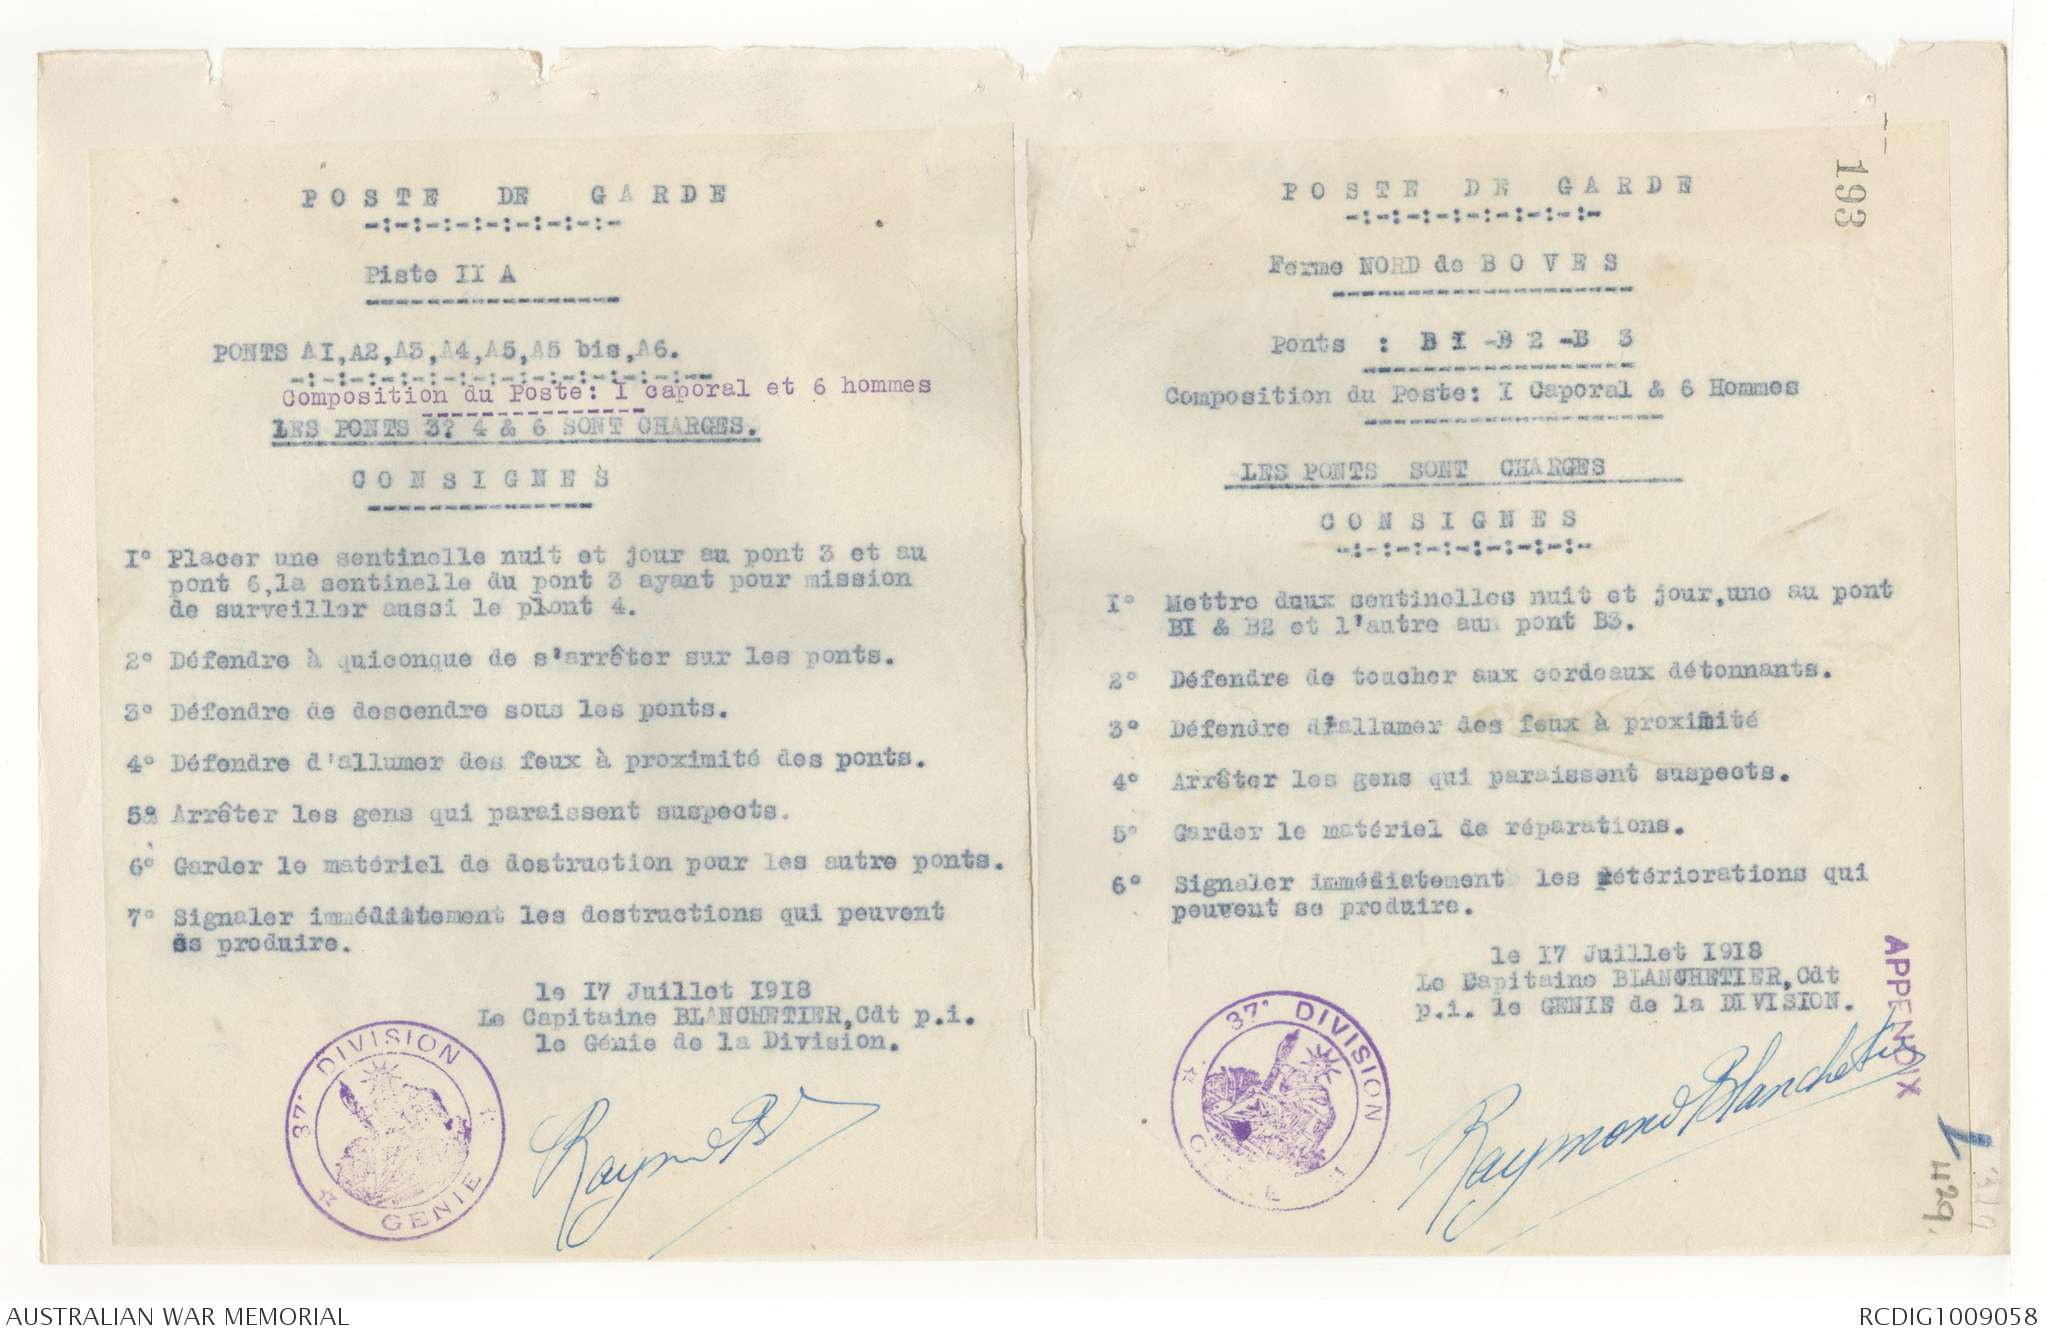 POSTE DE GARDE
-:-:-:-:-:-:-:-:-
Piste II A
PONTS AI,A2,A3,A4,A5,A5 bis,A6.
-:-:-:-:-:-:-:-:-:-:-:-:--
Composition du Poste: I caporal et 6 hommes
LES PONTS 3? 4 & 6 SONT CHARGES.
CONSIGNES
I° Placer une sentinelle nuit et jour au pont 3 et au
pont 6,la sentinelle du pont 3 ayant pour mission
de surveiller aussi le plont 4.
2° Défendre à quiconque de s'arrêter sur les ponts.
3° Défendre de descendre sous les ponts.
4° Défendre d'allumer des feux à proximité des ponts.
5° Arrêter les gens qui paraissent suspects.
6° Garder le matériel de destruction pour les autre ponts.
7° Signaler immédiatement les destructions qui peuvent
es produire.
le I7 Juillet I9I8
Le Capitaine BLANCHETIER,Cdt p.i.
le Génie de la Division.
37° DIVISION
GENIE
POSTE DE GARDE
-:-:-:-:-:-:-:-:-
Ferme NORD de BOVES
Ponts : BI-B2-B3
Composition du Poste: I Caporal & 6 Hommes
LES PONTS SONT CHARGES
CONSIGNES
-:-:-:-:-:-:-:-:-
I° Mettre deux sentinelles nuit et jour,une au pont
BI & B2 et l'autre aun pont B3.
2° Défendre de toucher aux cordeaux détonnants.
3° Défendre d'allumer des feux à proximité
4° Arrêter les gens qui paraissent suspects.
5° Garder le matériel de réparations.
6° Signaler immédiatement les détériorations qui
peuvent se produire.
le I7 Juillet I9I8
Le Capitaine BLANCHETIER,Cdt
p.i. le GENIE de la DIVISION.
37° DIVISION
GENIE
Raymond Blanchetier
193
APPENDIX
L
429
AUSTRALIAN WAR MEMORIAL
RCDIG1009058